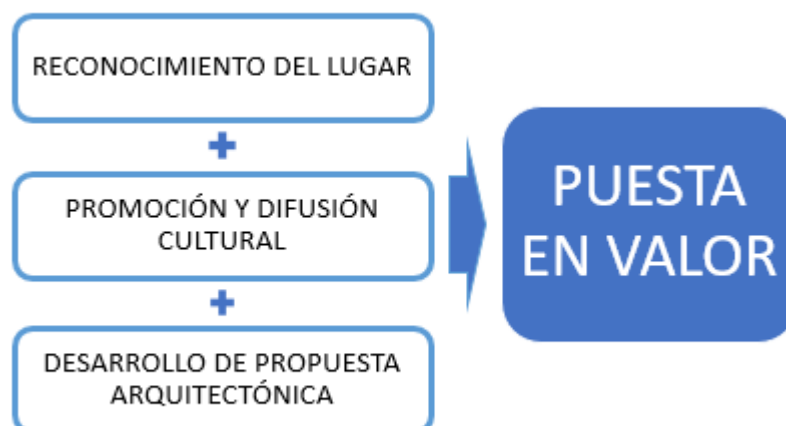 RECONOCIMIENTO DEL LUGAR
+
PROMOCIÓN Y DIFUSIÓN
CULTURAL
+
DESARROLLO DE PROPUESTA
ARQUITECTÓNICA
PUESTA
EN VALOR